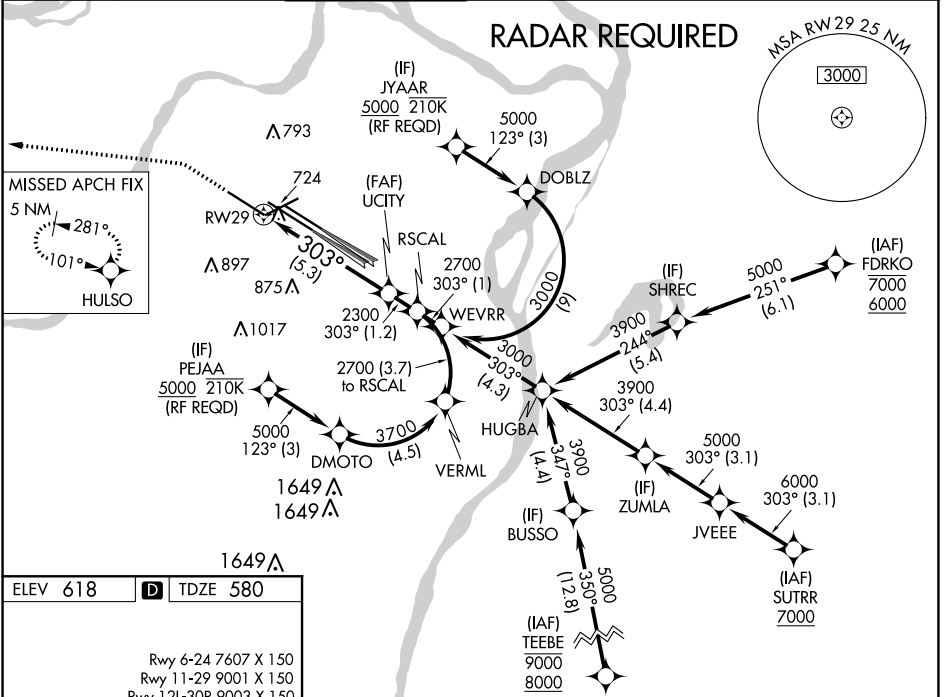 RADAR REQUIRED
MSA RW29 25 NM
3000
(IF)
JYAAR
5000 210K
(RF REQD)
5000
123° (3)
DOBLZ
793
724
RW29
MISSED APCH FIX
5 NM
281°
101°
HULSO
(FAF)
UCITY
RSCAL
2700
303° (1)
WEVRR
303°
(5.3)
897
875
1017
2300
303° (1.2)
3000
(9)
(IAF)
FDRKO
7000
6000
5000
251°
(6.1)
(IF)
SHREC
3900
244°
(5.4)
3000
303°
(4.3)
2700 (3.7)
to RSCAL
(IF)
PEJAA
5000 210K
(RF REQD)
5000
123° (3)
DMOTO
3700
(4.5)
VERML
HUGBA
3900
303° (4.4)
(IF)
ZUMLA
5000
303° (3.1)
JVEEE
6000
303° (3.1)
(IAF)
SUTRR
7000
3900
347°
(4.4)
(IF)
BUSSO
5000
350°
(12.8)
(IAF)
TEEBE
9000
8000
1649
1649
1649
ELEV 618 D TDZE 580
Rwy 6-24 7607 X 150
Rwy 11-29 9001 X 150
Rwy 12L-30R 9003 X 150